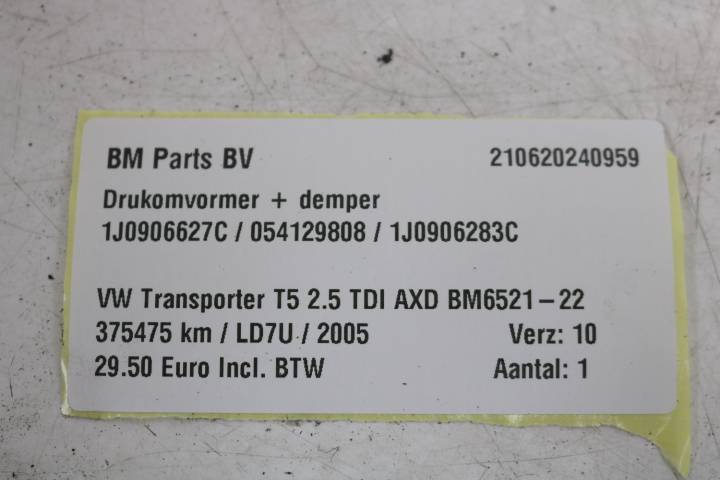 BM Parts BV 210620240959
Drukomvormer + demper
1J0906627C / 054129808 / 1J0906283C
VW Transporter T5 2.5 TDI AXD BM6521-22
375475 km / LD7U / 2005 Verz: 10
29.50 Euro Incl. BTW Aantal: 1